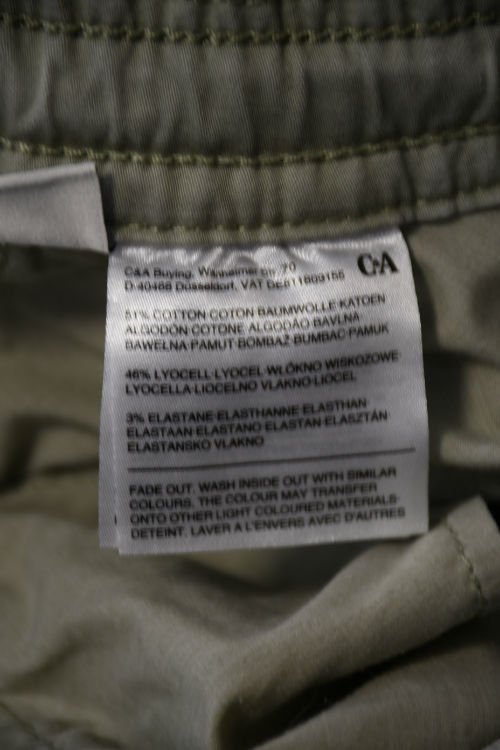 C&A Buying, Wanheimer Str. 70
C&A
D-40468 Düsseldorf, VAT DE811809155
51% COTTON·COTON·BAUMWOLLE·KATOEN·
ALGODÓN·COTONE·ALGODÃO·BAVLNA·
BAWEŁNA·PAMUT·BOMBAŽ·BUMBAC·PAMUK
46% LYOCELL·LYOCEL·WŁÓKNO WISKOZOWE·
LYOCELLA·LIOCELNO VLAKNO·LIOCEL
3% ELASTANE·ELASTHANNE·ELASTHAN·
ELASTAAN·ELASTANO·ELASTAN·ELASZTÁN·
ELASTANSKO VLAKNO
FADE OUT. WASH INSIDE OUT WITH SIMILAR
COLOURS. THE COLOUR MAY TRANSFER
ONTO OTHER LIGHT COLOURED MATERIALS·
DETEINT. LAVER A L'ENVERS AVEC D'AUTRES